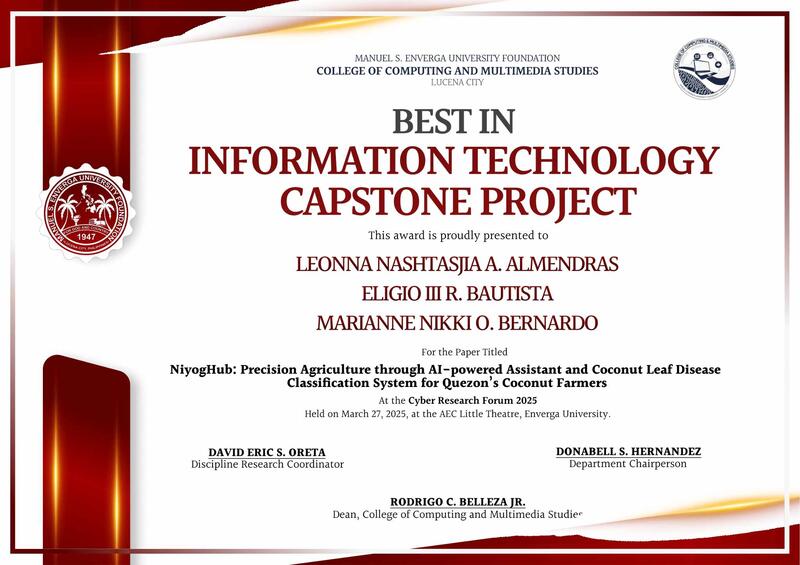 MANUEL S. ENVERGA UNIVERSITY FOUNDATION
COLLEGE OF COMPUTING AND MULTIMEDIA STUDIES
LUCENA CITY
COLLEGE OF COMPUTING & MULTIMEDIA STUDIES
BEST IN
INFORMATION TECHNOLOGY
CAPSTONE PROJECT
MANUEL S. ENVERGA UNIVERSITY FOUNDATION
1947
This award is proudly presented to
LEONNA NASHTASJIA A. ALMENDRAS
ELIGIO III R. BAUTISTA
MARIANNE NIKKI O. BERNARDO
For the Paper Titled
NiyogHub: Precision Agriculture through AI-powered Assistant and Coconut Leaf Disease
Classification System for Quezon's Coconut Farmers
At the Cyber Research Forum 2025
Held on March 27, 2025, at the AEC Little Theatre, Enverga University.
DAVID ERIC S. ORETA
Discipline Research Coordinator
DONABELL S. HERNANDEZ
Department Chairperson
RODRIGO C. BELLEZA JR.
Dean, College of Computing and Multimedia Studies